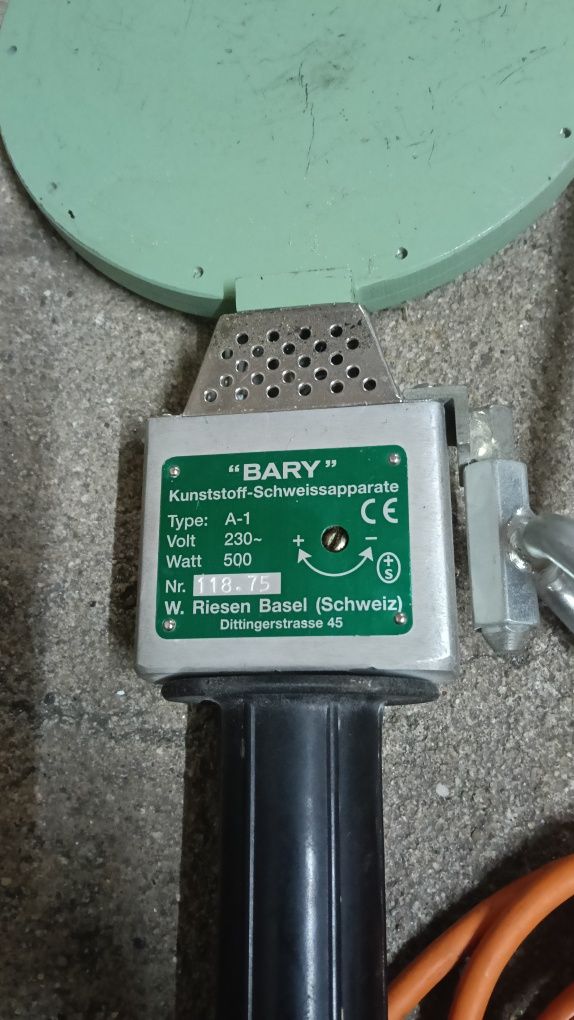 "BARY"
Kunststoff-Schweissapparate
Type: A-1
CE
Volt 230~
+ −
Watt 500
+S
Nr. 118.75
W. Riesen Basel (Schweiz)
Dittingerstrasse 45